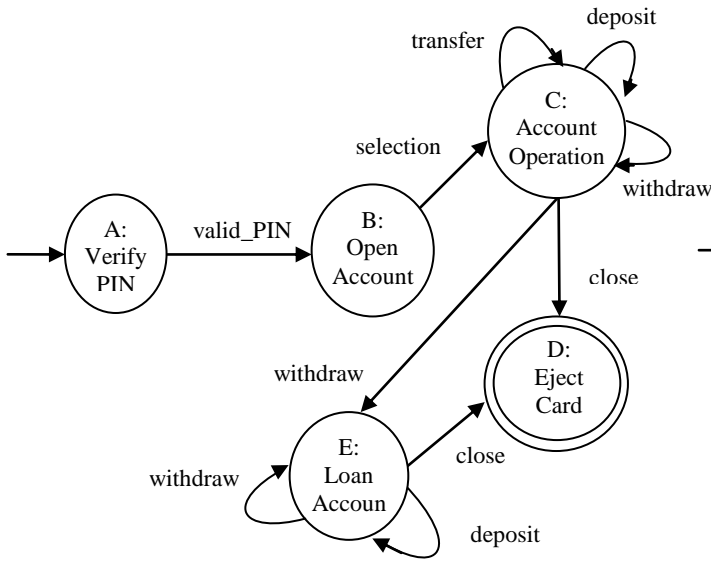 transfer
deposit
C:
Account
Operation
selection
withdraw
A:
Verify
PIN
valid_PIN
B:
Open
Account
close
D:
Eject
Card
withdraw
E:
Loan
Accoun
close
withdraw
deposit